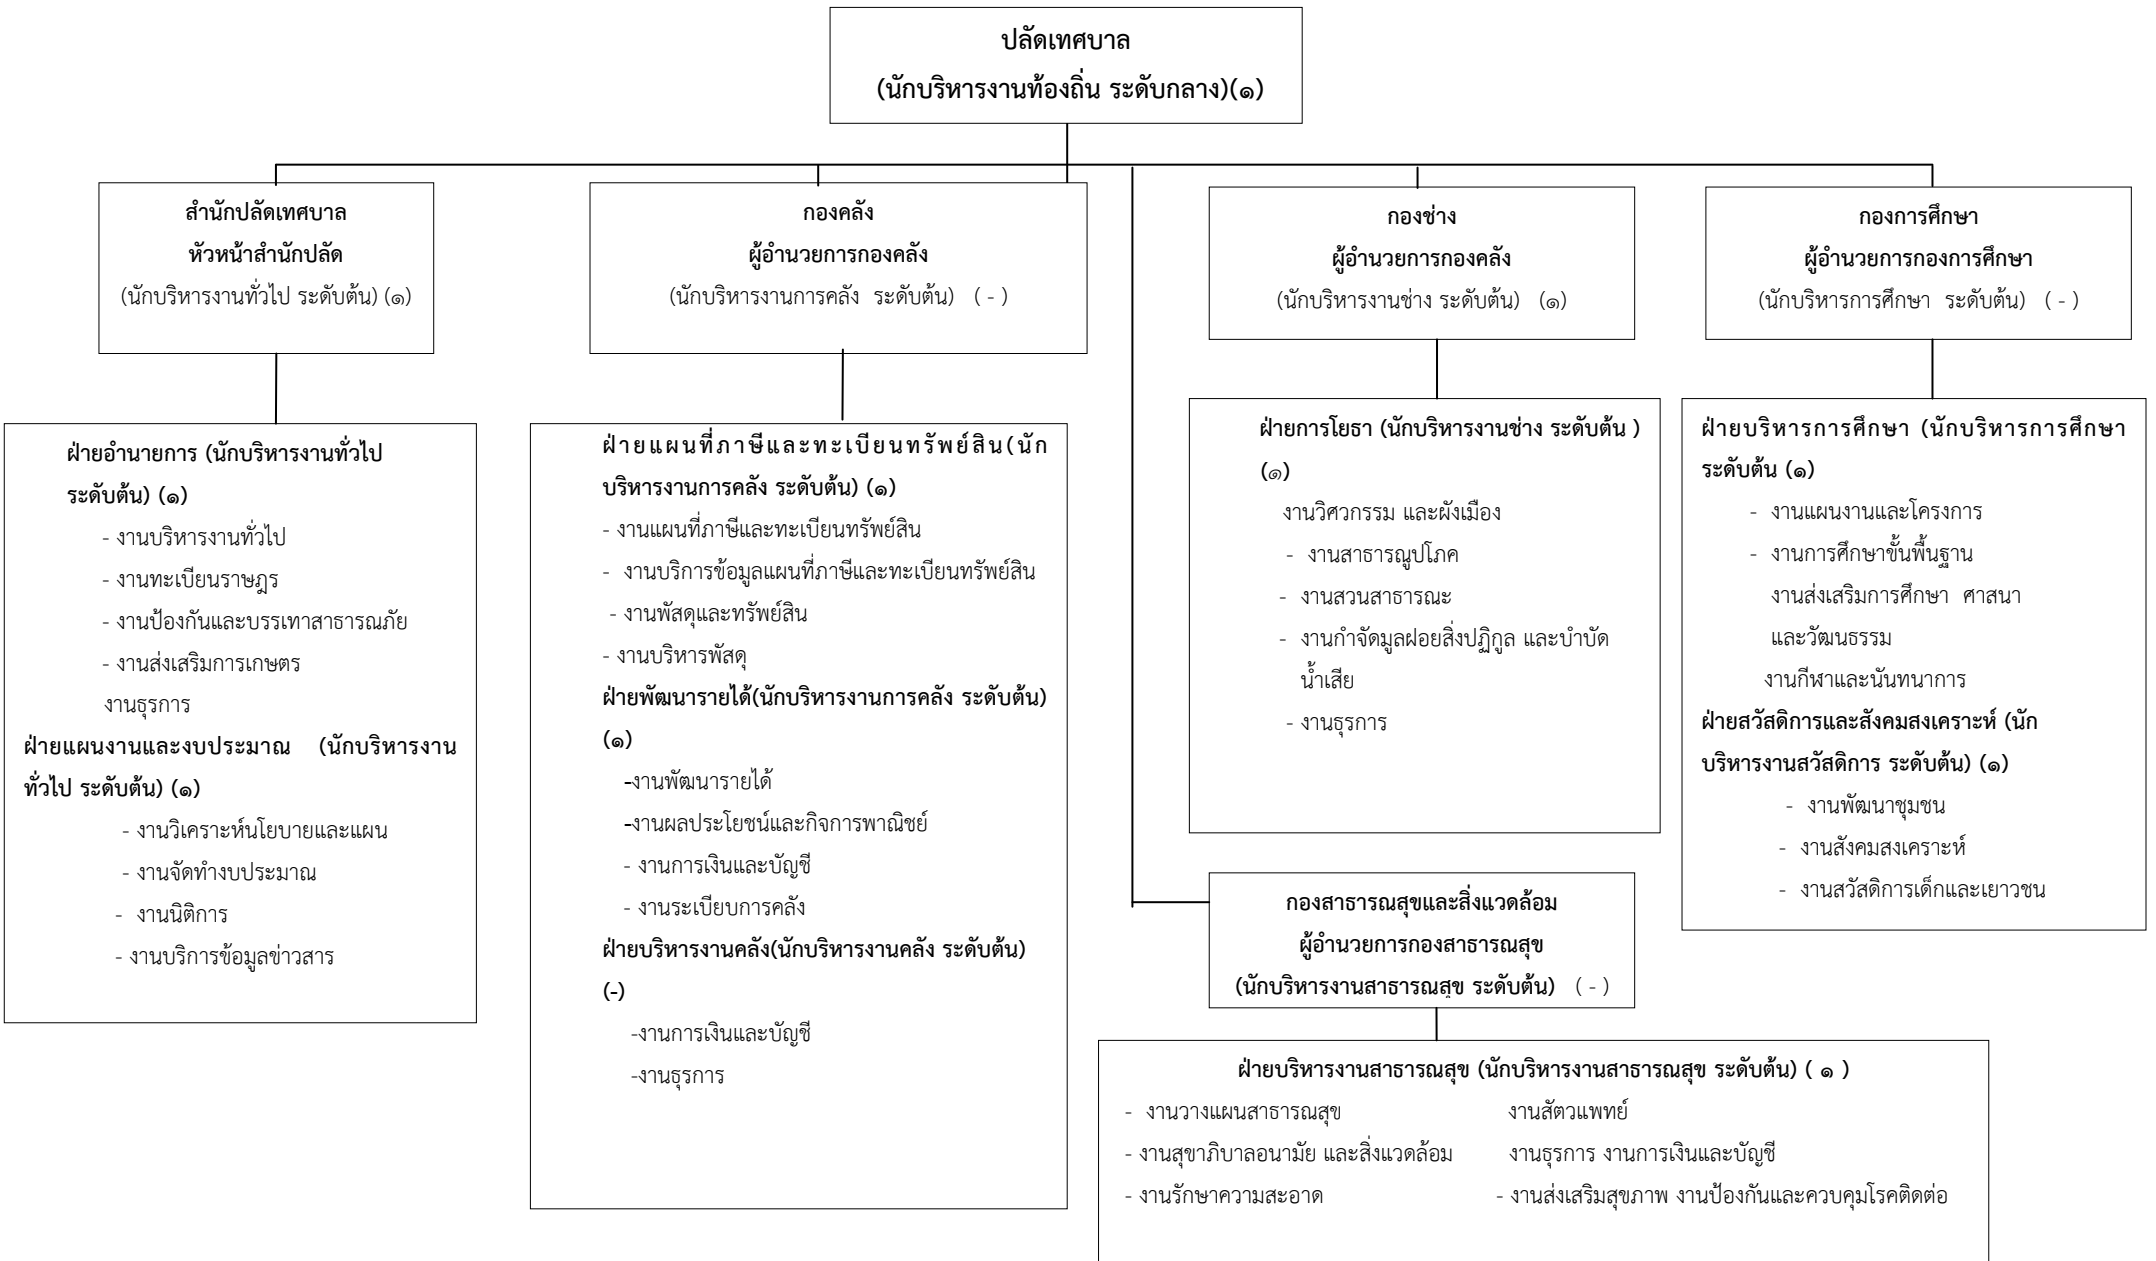 ปลัดเทศบาล
(นักบริหารงานท้องถิ่น ระดับกลาง)(๑)
สำนักปลัดเทศบาล
หัวหน้าสำนักปลัด
(นักบริหารงานทั่วไป ระดับต้น) (๑)
กองคลัง
ผู้อำนวยการกองคลัง
(นักบริหารงานการคลัง ระดับต้น) ( - )
กองช่าง
ผู้อำนวยการกองคลัง
(นักบริหารงานช่าง ระดับต้น) (๑)
กองการศึกษา
ผู้อำนวยการกองการศึกษา
(นักบริหารการศึกษา ระดับต้น) ( - )
ฝ่ายอำนายการ (นักบริหารงานทั่วไป
ระดับต้น) (๑)
- งานบริหารงานทั่วไป
- งานทะเบียนราษฎร
- งานป้องกันและบรรเทาสาธารณภัย
- งานส่งเสริมการเกษตร
งานธุรการ
ฝ่ายแผนงานและงบประมาณ (นักบริหารงาน
ทั่วไป ระดับต้น) (๑)
- งานวิเคราะห์นโยบายและแผน
- งานจัดทำงบประมาณ
- งานนิติการ
- งานบริการข้อมูลข่าวสาร
ฝ่ายแผนที่ภาษีและทะเบียนทรัพย์สิน(นัก
บริหารงานการคลัง ระดับต้น) (๑)
- งานแผนที่ภาษีและทะเบียนทรัพย์สิน
- งานบริการข้อมูลแผนที่ภาษีและทะเบียนทรัพย์สิน
- งานพัสดุและทรัพย์สิน
- งานบริหารพัสดุ
ฝ่ายพัฒนารายได้(นักบริหารงานการคลัง ระดับต้น)
(๑)
-งานพัฒนารายได้
-งานผลประโยชน์และกิจการพาณิชย์
- งานการเงินและบัญชี
- งานระเบียบการคลัง
ฝ่ายบริหารงานคลัง(นักบริหารงานคลัง ระดับต้น)
(-)
-งานการเงินและบัญชี
-งานธุรการ
ฝ่ายการโยธา (นักบริหารงานช่าง ระดับต้น )
(๑)
งานวิศวกรรม และผังเมือง
- งานสาธารณูปโภค
- งานสวนสาธารณะ
- งานกำจัดมูลฝอยสิ่งปฏิกูล และบำบัด
น้ำเสีย
- งานธุรการ
ฝ่ายบริหารการศึกษา (นักบริหารการศึกษา
ระดับต้น (๑)
- งานแผนงานและโครงการ
- งานการศึกษาขั้นพื้นฐาน
งานส่งเสริมการศึกษา ศาสนา
และวัฒนธรรม
งานกีฬาและนันทนาการ
ฝ่ายสวัสดิการและสังคมสงเคราะห์ (นัก
บริหารงานสวัสดิการ ระดับต้น) (๑)
- งานพัฒนาชุมชน
- งานสังคมสงเคราะห์
- งานสวัสดิการเด็กและเยาวชน
กองสาธารณสุขและสิ่งแวดล้อม
ผู้อำนวยการกองสาธารณสุข
(นักบริหารงานสาธารณสุข ระดับต้น) ( - )
ฝ่ายบริหารงานสาธารณสุข (นักบริหารงานสาธารณสุข ระดับต้น) ( ๑ )
- งานวางแผนสาธารณสุข งานสัตวแพทย์
- งานสุขาภิบาลอนามัย และสิ่งแวดล้อม งานธุรการ งานการเงินและบัญชี
- งานรักษาความสะอาด - งานส่งเสริมสุขภาพ งานป้องกันและควบคุมโรคติดต่อ